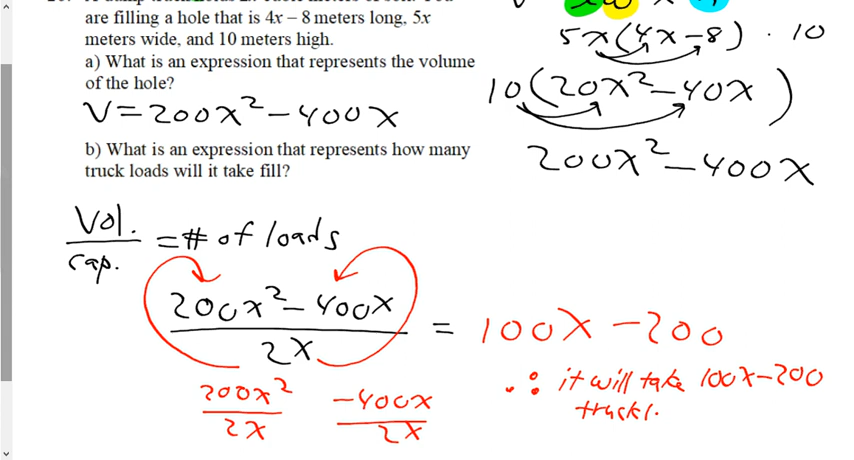 are filling a hole that is 4x – 8 meters long, 5x
meters wide, and 10 meters high.
a) What is an expression that represents the volume
of the hole?
V = 200x² – 400x
b) What is an expression that represents how many
truck loads will it take fill?
5x(4x – 8) · 10
10(20x² – 40x)
200x² – 400x
Vol./cap. = # of loads
(200x² – 400x)/2x = 100x – 200
200x²/2x  –400x/2x
∴ it will take 100x – 200